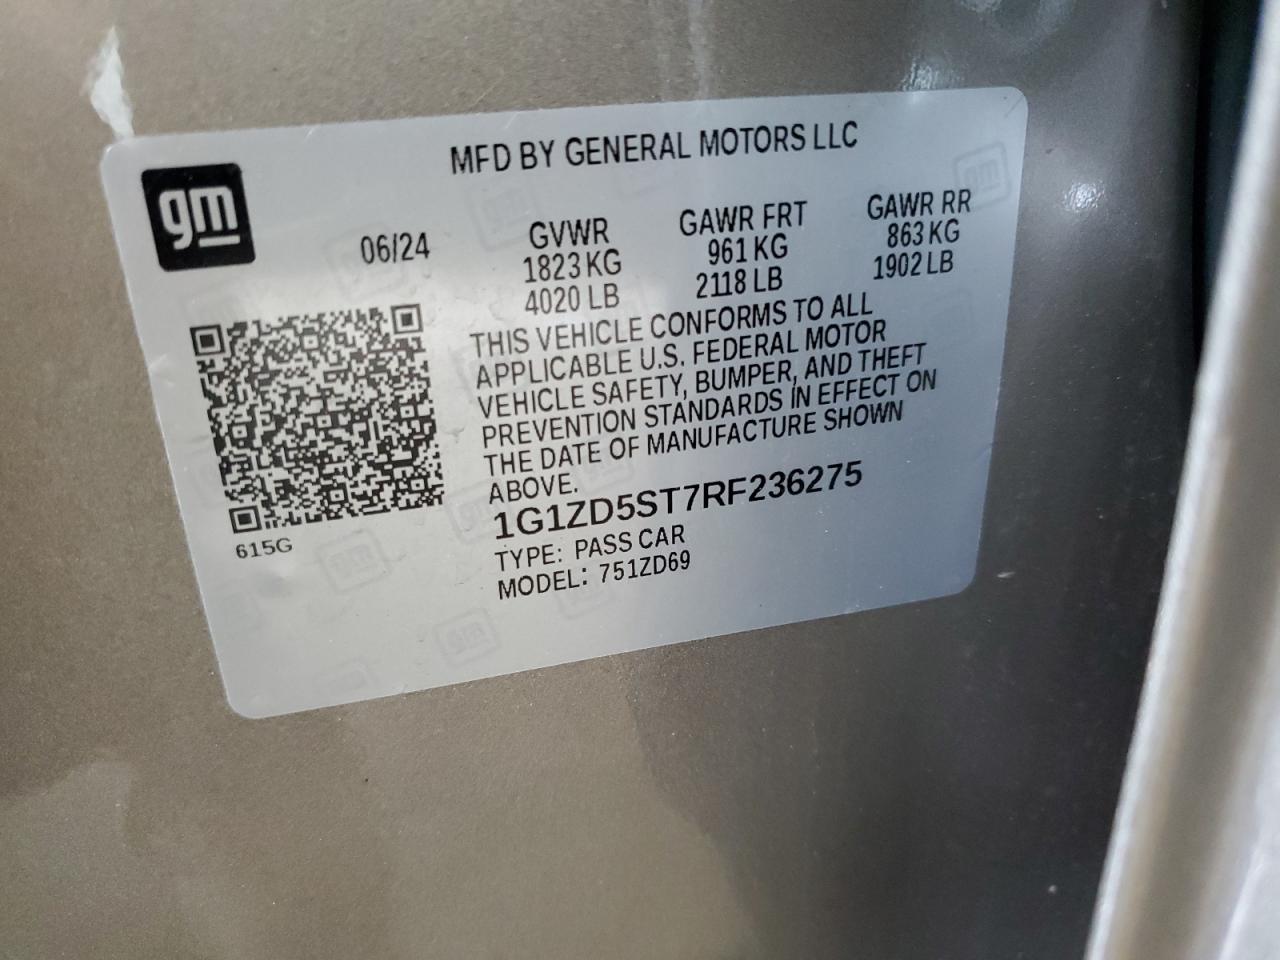 MFD BY GENERAL MOTORS LLC
gm
06/24
GVWR
1823 KG
4020 LB
GAWR FRT
961 KG
2118 LB
GAWR RR
863 KG
1902 LB
THIS VEHICLE CONFORMS TO ALL
APPLICABLE U.S. FEDERAL MOTOR
VEHICLE SAFETY, BUMPER, AND THEFT
PREVENTION STANDARDS IN EFFECT ON
THE DATE OF MANUFACTURE SHOWN
ABOVE.
1G1ZD5ST7RF236275
TYPE: PASS CAR
MODEL: 751ZD69
615G